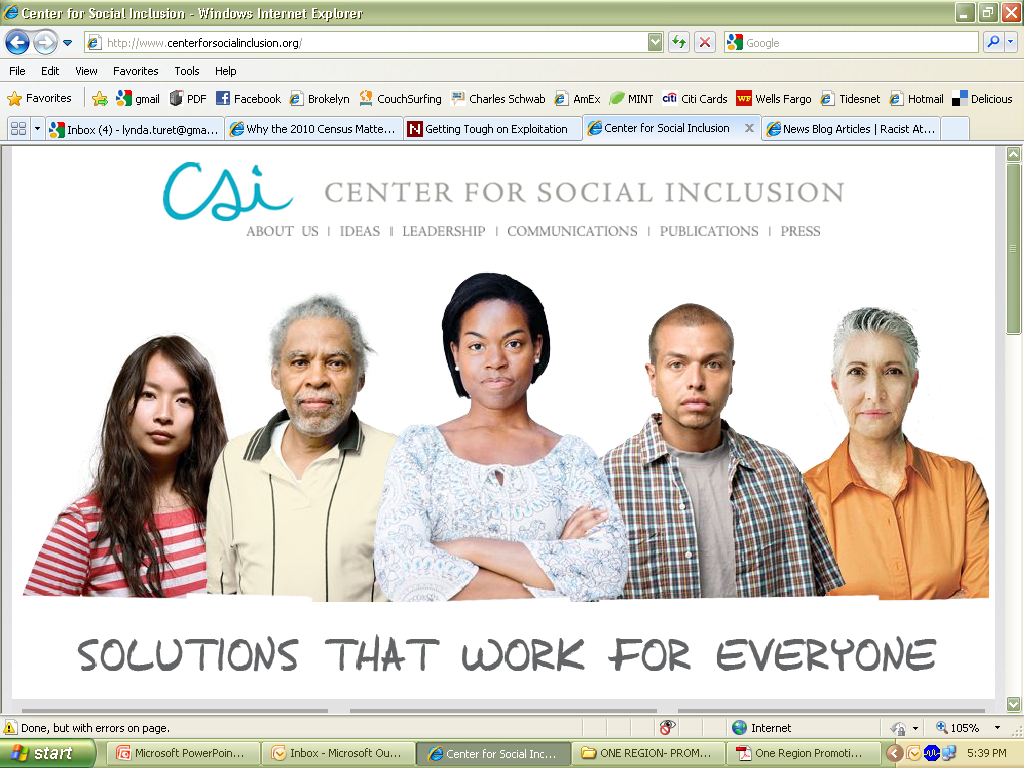 Center for Social Inclusion - Windows Internet Explorer
http://www.centerforsocialinclusion.org/
Google
File Edit View Favorites Tools Help
Favorites gmail PDF Facebook Brokelyn CouchSurfing Charles Schwab AmEx MINT Citi Cards Wells Fargo Tidesnet Hotmail Delicious
Inbox (4) - lynda.turet@gma... Why the 2010 Census Matte... Getting Tough on Exploitation Center for Social Inclusion News Blog Articles | Racist At...
csi CENTER FOR SOCIAL INCLUSION
ABOUT US | IDEAS || LEADERSHIP | COMMUNICATIONS | PUBLICATIONS | PRESS
SOLUTIONS THAT WORK FOR EVERYONE
Done, but with errors on page. Internet 105%
start Microsoft PowerPoin... Inbox - Microsoft Ou... Center for Social Inc... ONE REGION- PROM... One Region Promoti... 5:39 PM